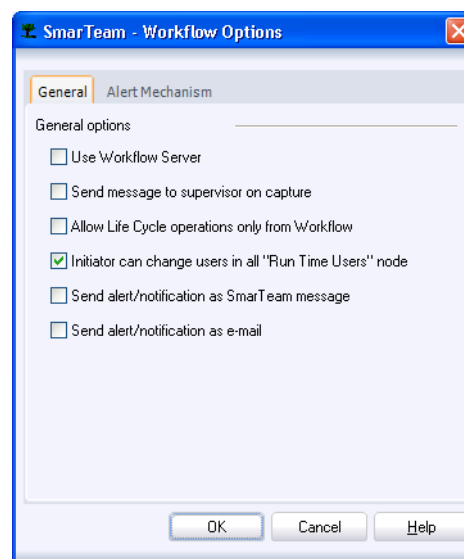 SmarTeam - Workflow Options
General Alert Mechanism
General options
Use Workflow Server
Send message to supervisor on capture
Allow Life Cycle operations only from Workflow
Initiator can change users in all "Run Time Users" node
Send alert/notification as SmarTeam message
Send alert/notification as e-mail
OK Cancel Help